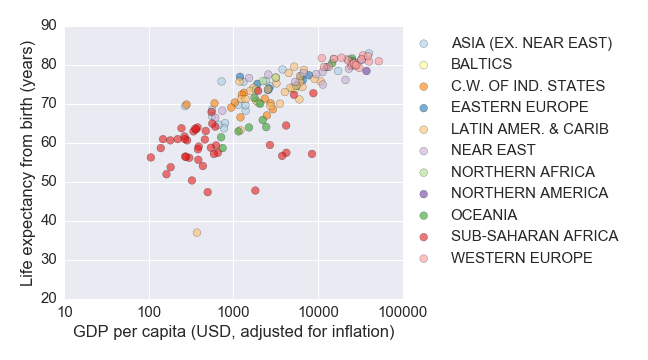 90
80
70
60
50
40
30
20
Life expectancy from birth (years)
10 100 1000 10000 100000
GDP per capita (USD, adjusted for inflation)
ASIA (EX. NEAR EAST)
BALTICS
C.W. OF IND. STATES
EASTERN EUROPE
LATIN AMER. & CARIB
NEAR EAST
NORTHERN AFRICA
NORTHERN AMERICA
OCEANIA
SUB-SAHARAN AFRICA
WESTERN EUROPE